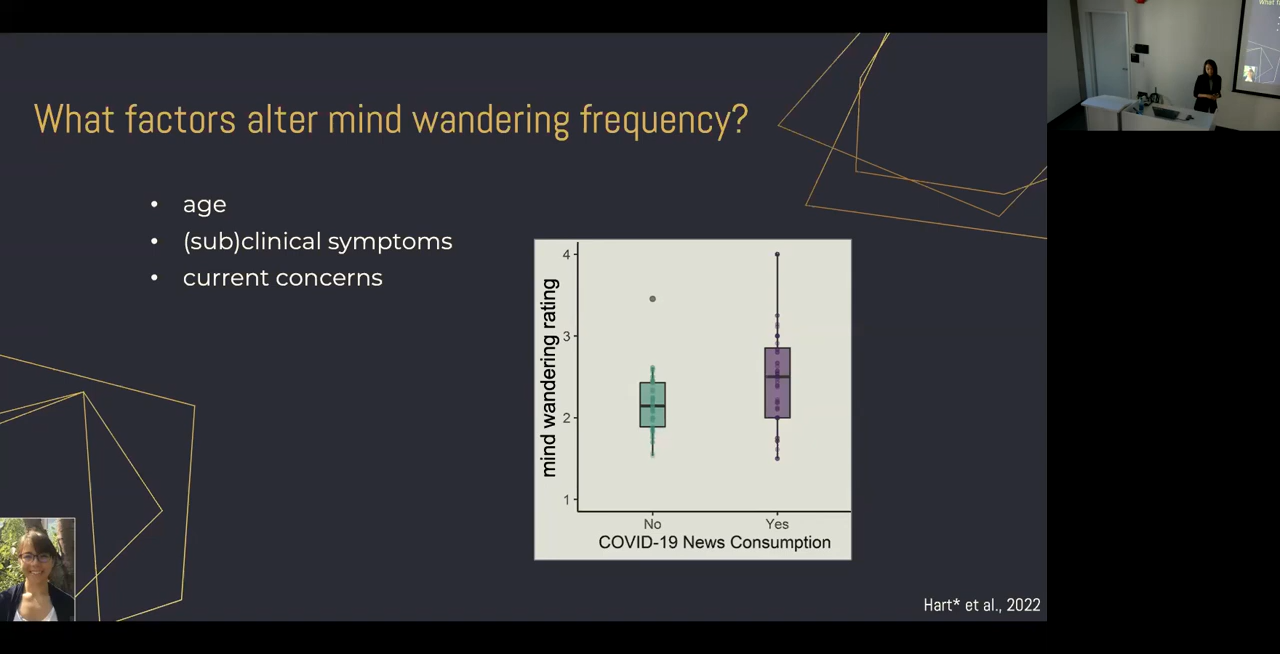 What factors alter mind wandering frequency?
• age
• (sub)clinical symptoms
• current concerns
mind wandering rating
4
3
2
1
No Yes
COVID-19 News Consumption
Hart* et al., 2022